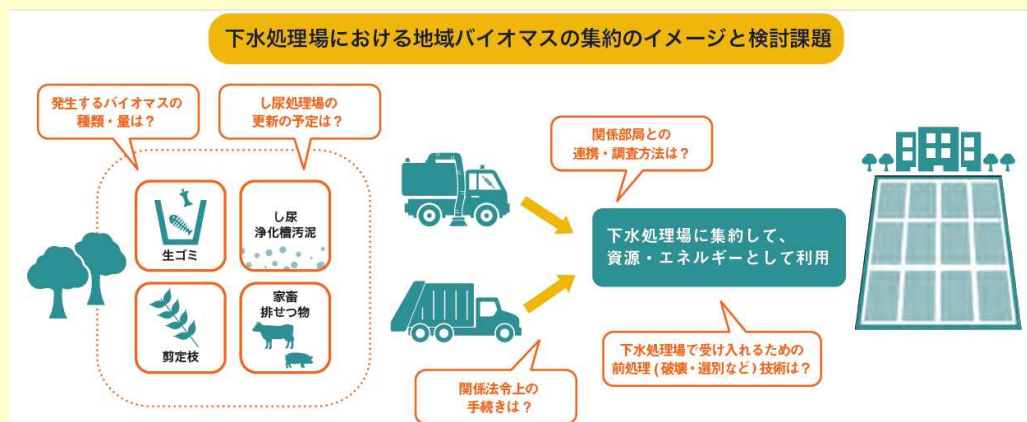 下水処理場における地域バイオマスの集約のイメージと検討課題
発生するバイオマスの
種類・量は？
し尿処理場の
更新の予定は？
関係部局との
連携・調査方法は？
生ゴミ
し尿
浄化槽汚泥
剪定枝
家畜
排せつ物
下水処理場に集約して、
資源・エネルギーとして利用
関係法令上の
手続きは？
下水処理場で受け入れるための
前処理(破壊・選別など)技術は？